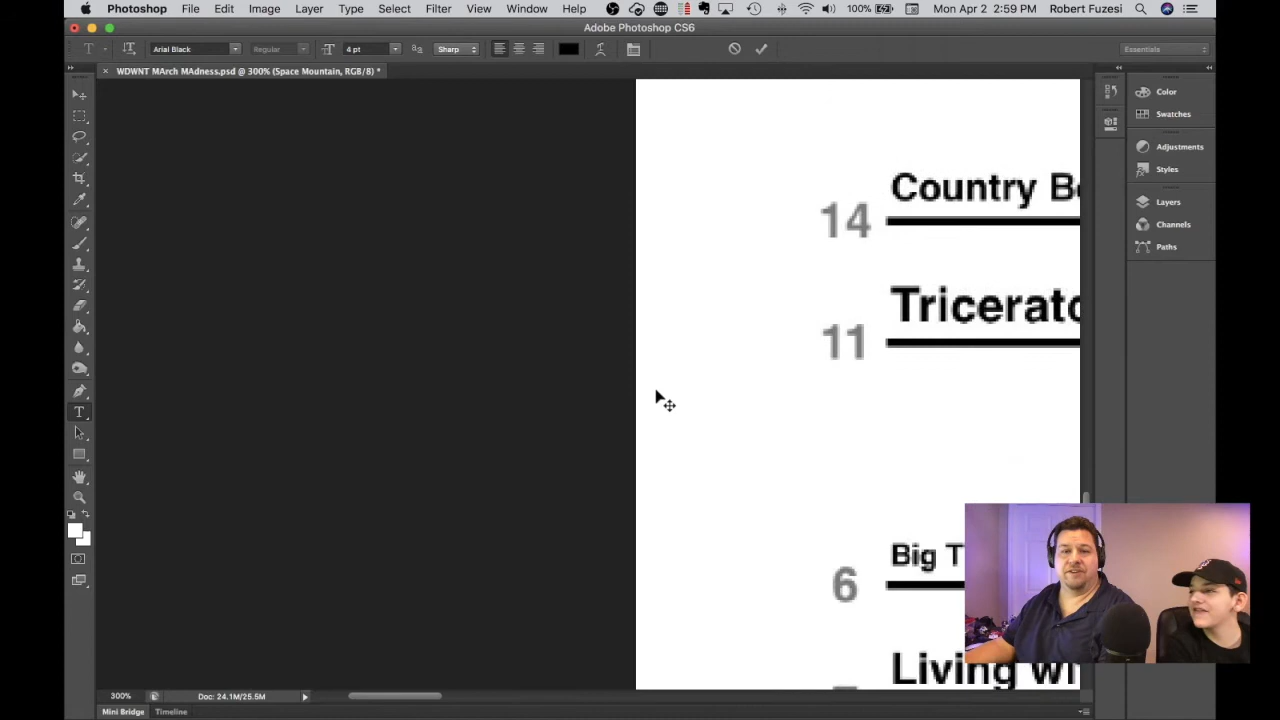 Photoshop File Edit Image Layer Type Select Filter View Window Help 100% Mon Apr 2 2:59 PM Robert Fuzesi
Adobe Photoshop CS6
T Arial Black Regular 4 pt Sharp Essentials
WDWNT MArch MAdness.psd @ 300% (Space Mountain, RGB/8) *
Color
Swatches
Adjustments
Styles
Layers
Channels
Paths
Country Be
14
Tricerato
11
Big T
6
Living wi
300% Doc: 24.1M/25.5M
Mini Bridge Timeline